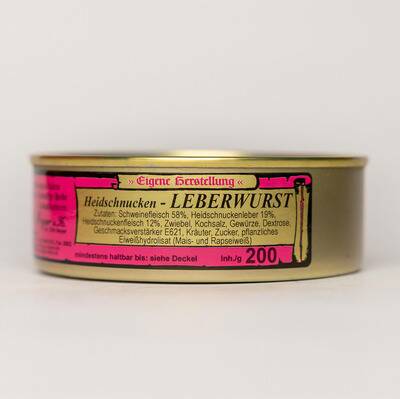 » Eigene Herstellung «
Heidschnucken - LEBERWURST
Zutaten: Schweinefleisch 58%, Heidschnuckenleber 19%,
Heidschnuckenfleisch 12%, Zwiebel, Kochsalz, Gewürze, Dextrose,
Geschmacksverstärker E621, Kräuter, Zucker, pflanzliches
Eiweißhydrolisat (Mais- und Rapseiweiß)
mindestens haltbar bis: siehe Deckel
Inh./g 200